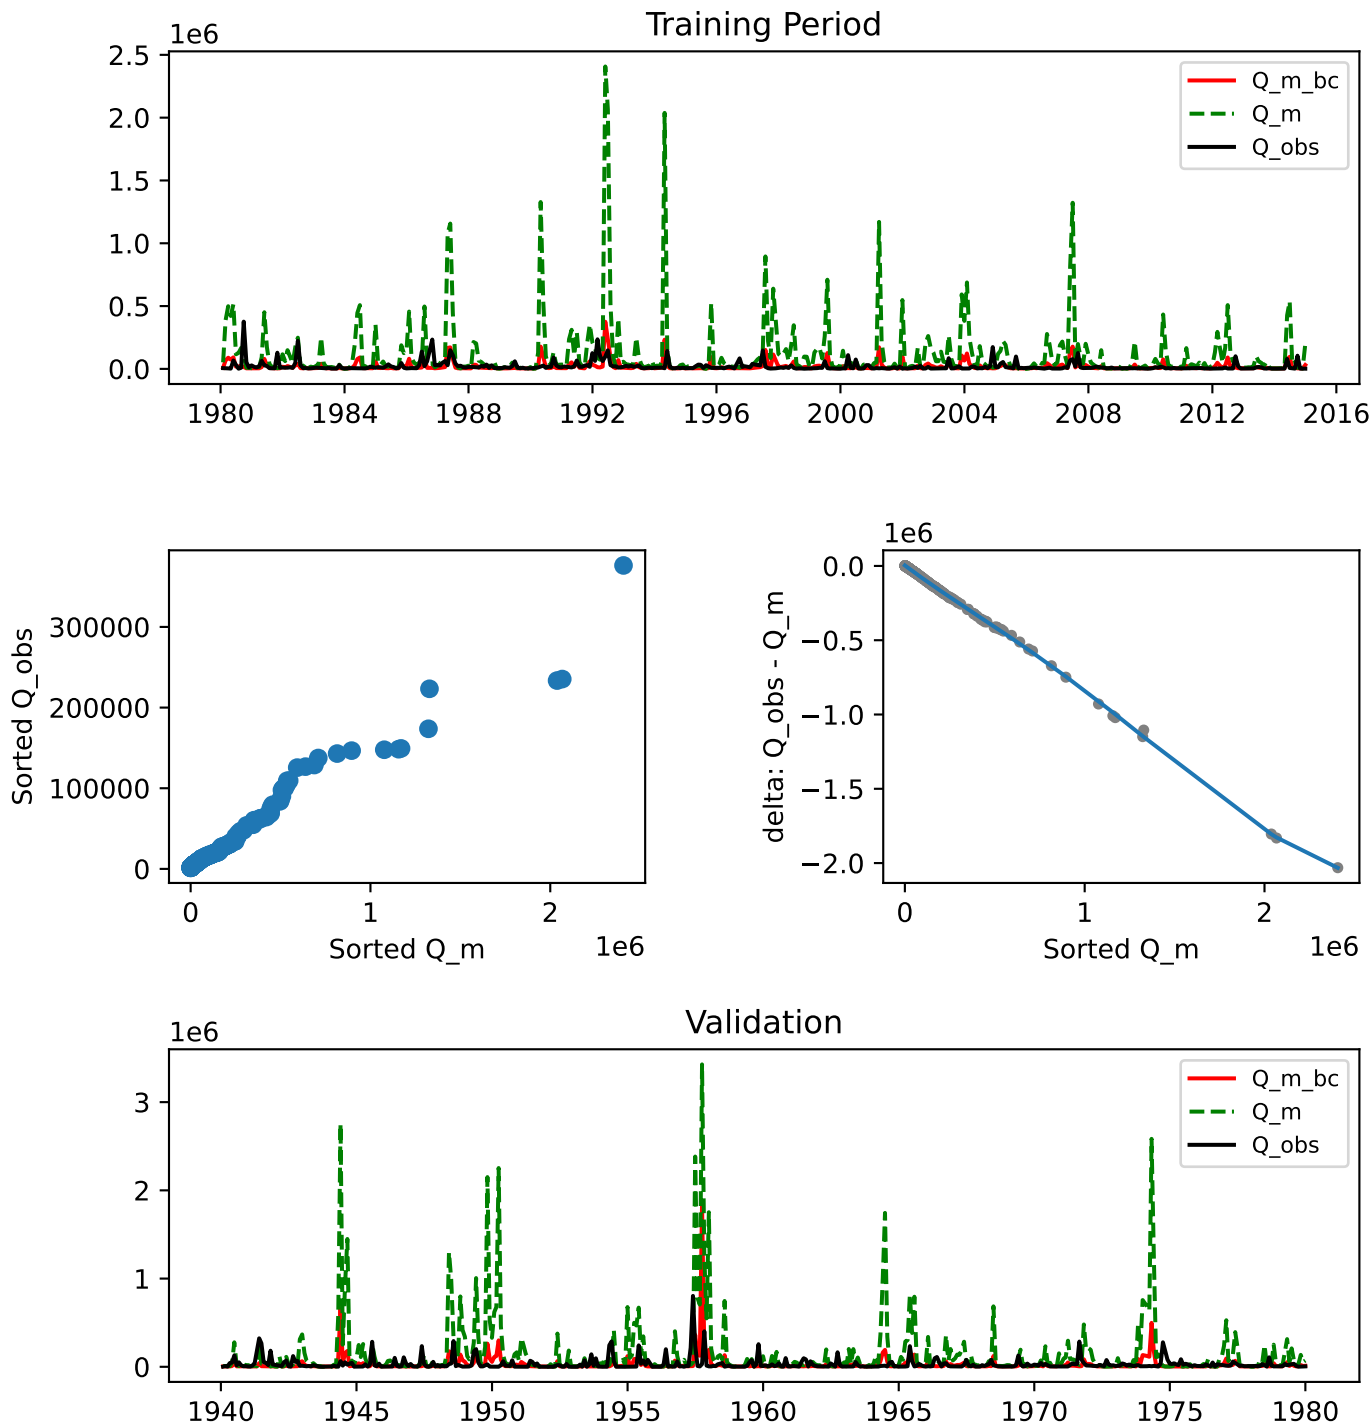 Training Period
1e6
2.5
2.0
1.5
1.0
0.5
0.0
Q_m_bc
Q_m
Q_obs
1980 1984 1988 1992 1996 2000 2004 2008 2012 2016
Sorted Q_obs
300000
200000
100000
0
0 1 2
1e6
Sorted Q_m
1e6
delta: Q_obs - Q_m
0.0
−0.5
−1.0
−1.5
−2.0
0 1 2
1e6
Sorted Q_m
Validation
1e6
3
2
1
0
Q_m_bc
Q_m
Q_obs
1940 1945 1950 1955 1960 1965 1970 1975 1980